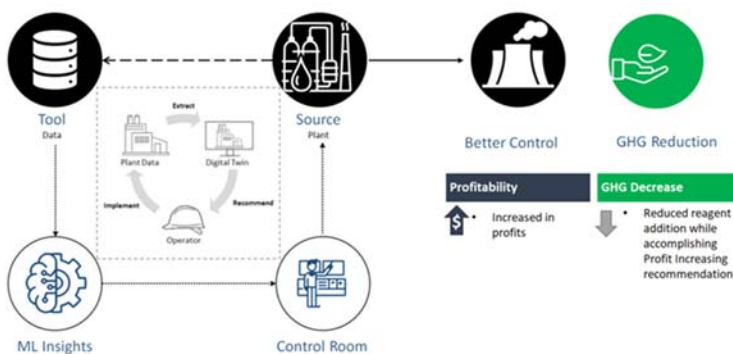 Tool
Data
Extract
Plant Data
Digital Twin
Implement
Recommend
Operator
Source
Plant
Better Control
GHG Reduction
Profitability
GHG Decrease
$
• Increased in
profits
• Reduced reagent
addition while
accomplishing
Profit Increasing
recommendation
ML Insights
Control Room